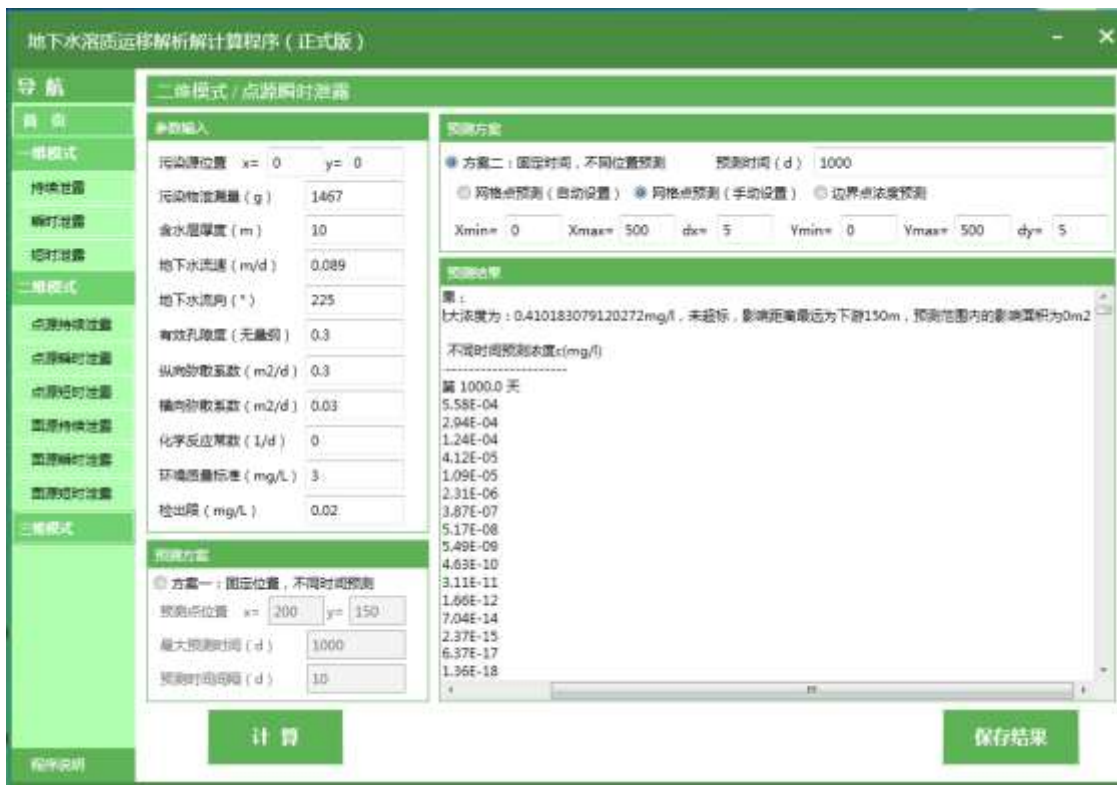 地下水溶质运移解析解计算程序（正式版）
导 航
首 页
一维模式
持续泄露
瞬时泄露
短时泄露
二维模式
点源持续泄露
点源瞬时泄露
点源短时泄露
面源持续泄露
面源瞬时泄露
面源短时泄露
三维模式
程序说明
二维模式 / 点源瞬时泄露
参数输入
污染源位置 x= 0 y= 0
污染物泄漏量（g） 1467
含水层厚度（m） 10
地下水流速（m/d） 0.089
地下水流向（°） 225
有效孔隙度（无量纲） 0.3
纵向弥散系数（m2/d） 0.3
横向弥散系数（m2/d） 0.03
化学反应常数（1/d） 0
环境质量标准（mg/L） 3
检出限（mg/L） 0.02
预测方案
方案一：固定位置，不同时间预测
预测点位置 x= 200 y= 150
最大预测时间（d） 1000
预测时间间隔（d） 10
计 算
预测方案
方案二：固定时间，不同位置预测 预测时间（d） 1000
网格点预测（自动设置） 网格点预测（手动设置） 边界点浓度预测
Xmin= 0 Xmax= 500 dx= 5 Ymin= 0 Ymax= 500 dy= 5
预测结果
果：
大浓度为：0.410183079120272mg/l，未超标，影响距离最远为下游150m，预测范围内的影响面积为0m2
不同时间预测浓度c(mg/l)
----------------------
第 1000.0 天
5.58E-04
2.94E-04
1.24E-04
4.12E-05
1.09E-05
2.31E-06
3.87E-07
5.17E-08
5.49E-09
4.63E-10
3.11E-11
1.66E-12
7.04E-14
2.37E-15
6.37E-17
1.36E-18
保存结果